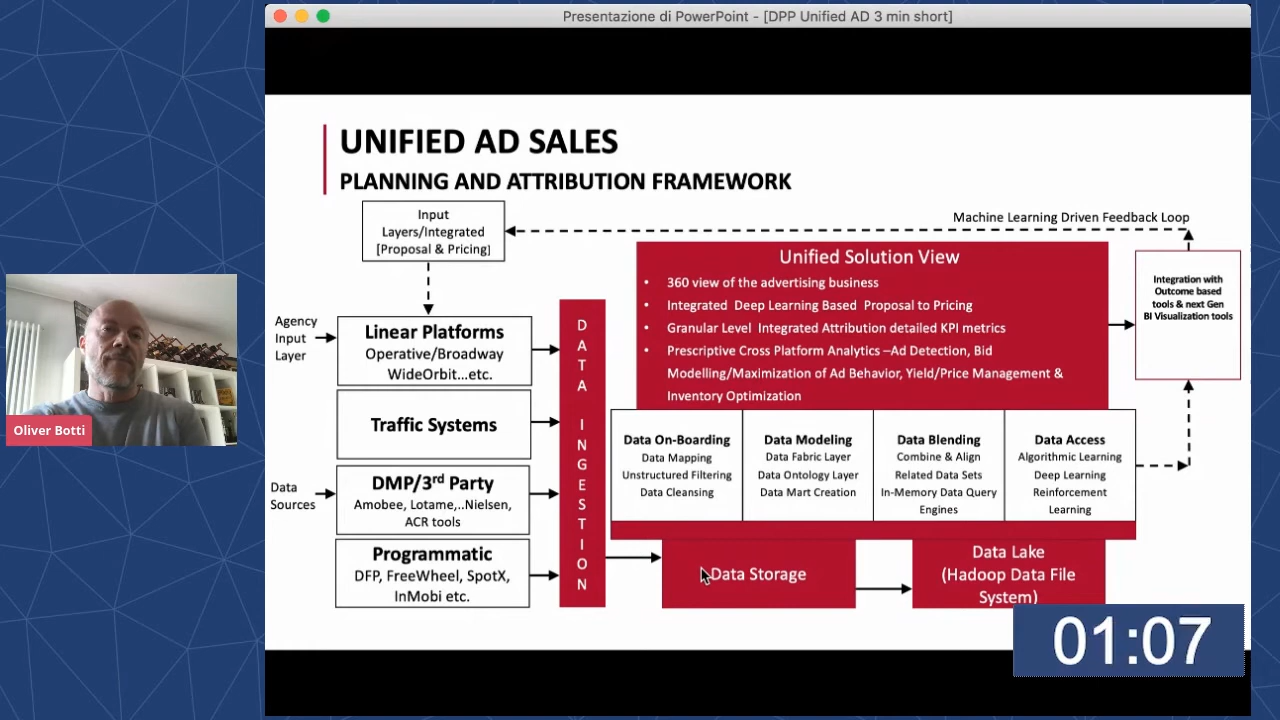 Presentazione di PowerPoint - [DPP Unified AD 3 min short]
UNIFIED AD SALES
PLANNING AND ATTRIBUTION FRAMEWORK
Input
Layers/Integrated
[Proposal & Pricing]
Machine Learning Driven Feedback Loop
Agency
Input
Layer
Linear Platforms
Operative/Broadway
WideOrbit...etc.
Traffic Systems
Data
Sources
DMP/3rd Party
Amobee, Lotame,..Nielsen,
ACR tools
Programmatic
DFP, FreeWheel, SpotX,
InMobi etc.
D
A
T
A
I
N
G
E
S
T
I
O
N
Unified Solution View
• 360 view of the advertising business
• Integrated Deep Learning Based Proposal to Pricing
• Granular Level Integrated Attribution detailed KPI metrics
• Prescriptive Cross Platform Analytics –Ad Detection, Bid
Modelling/Maximization of Ad Behavior, Yield/Price Management &
Inventory Optimization
Integration with
Outcome based
tools & next Gen
BI Visualization tools
Data On-Boarding
Data Mapping
Unstructured Filtering
Data Cleansing
Data Modeling
Data Fabric Layer
Data Ontology Layer
Data Mart Creation
Data Blending
Combine & Align
Related Data Sets
In-Memory Data Query
Engines
Data Access
Algorithmic Learning
Deep Learning
Reinforcement
Learning
Data Storage
Data Lake
(Hadoop Data File
System)
Oliver Botti
01:07